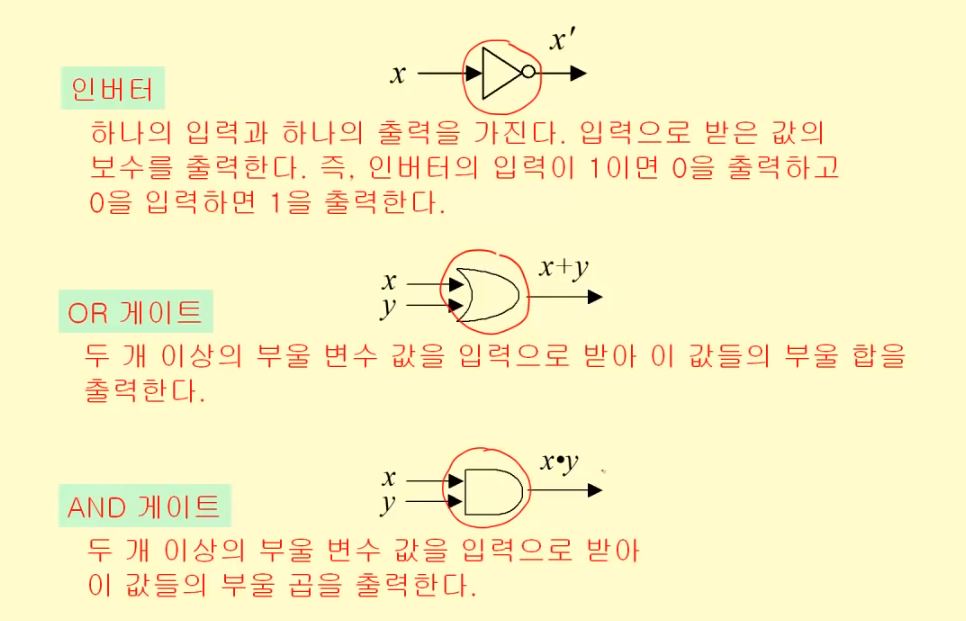 x x′
인버터
하나의 입력과 하나의 출력을 가진다. 입력으로 받은 값의
보수를 출력한다. 즉, 인버터의 입력이 1이면 0을 출력하고
0을 입력하면 1을 출력한다.
x x+y
y
OR 게이트
두 개 이상의 부울 변수 값을 입력으로 받아 이 값들의 부울 합을
출력한다.
x x•y
y
AND 게이트
두 개 이상의 부울 변수 값을 입력으로 받아
이 값들의 부울 곱을 출력한다.